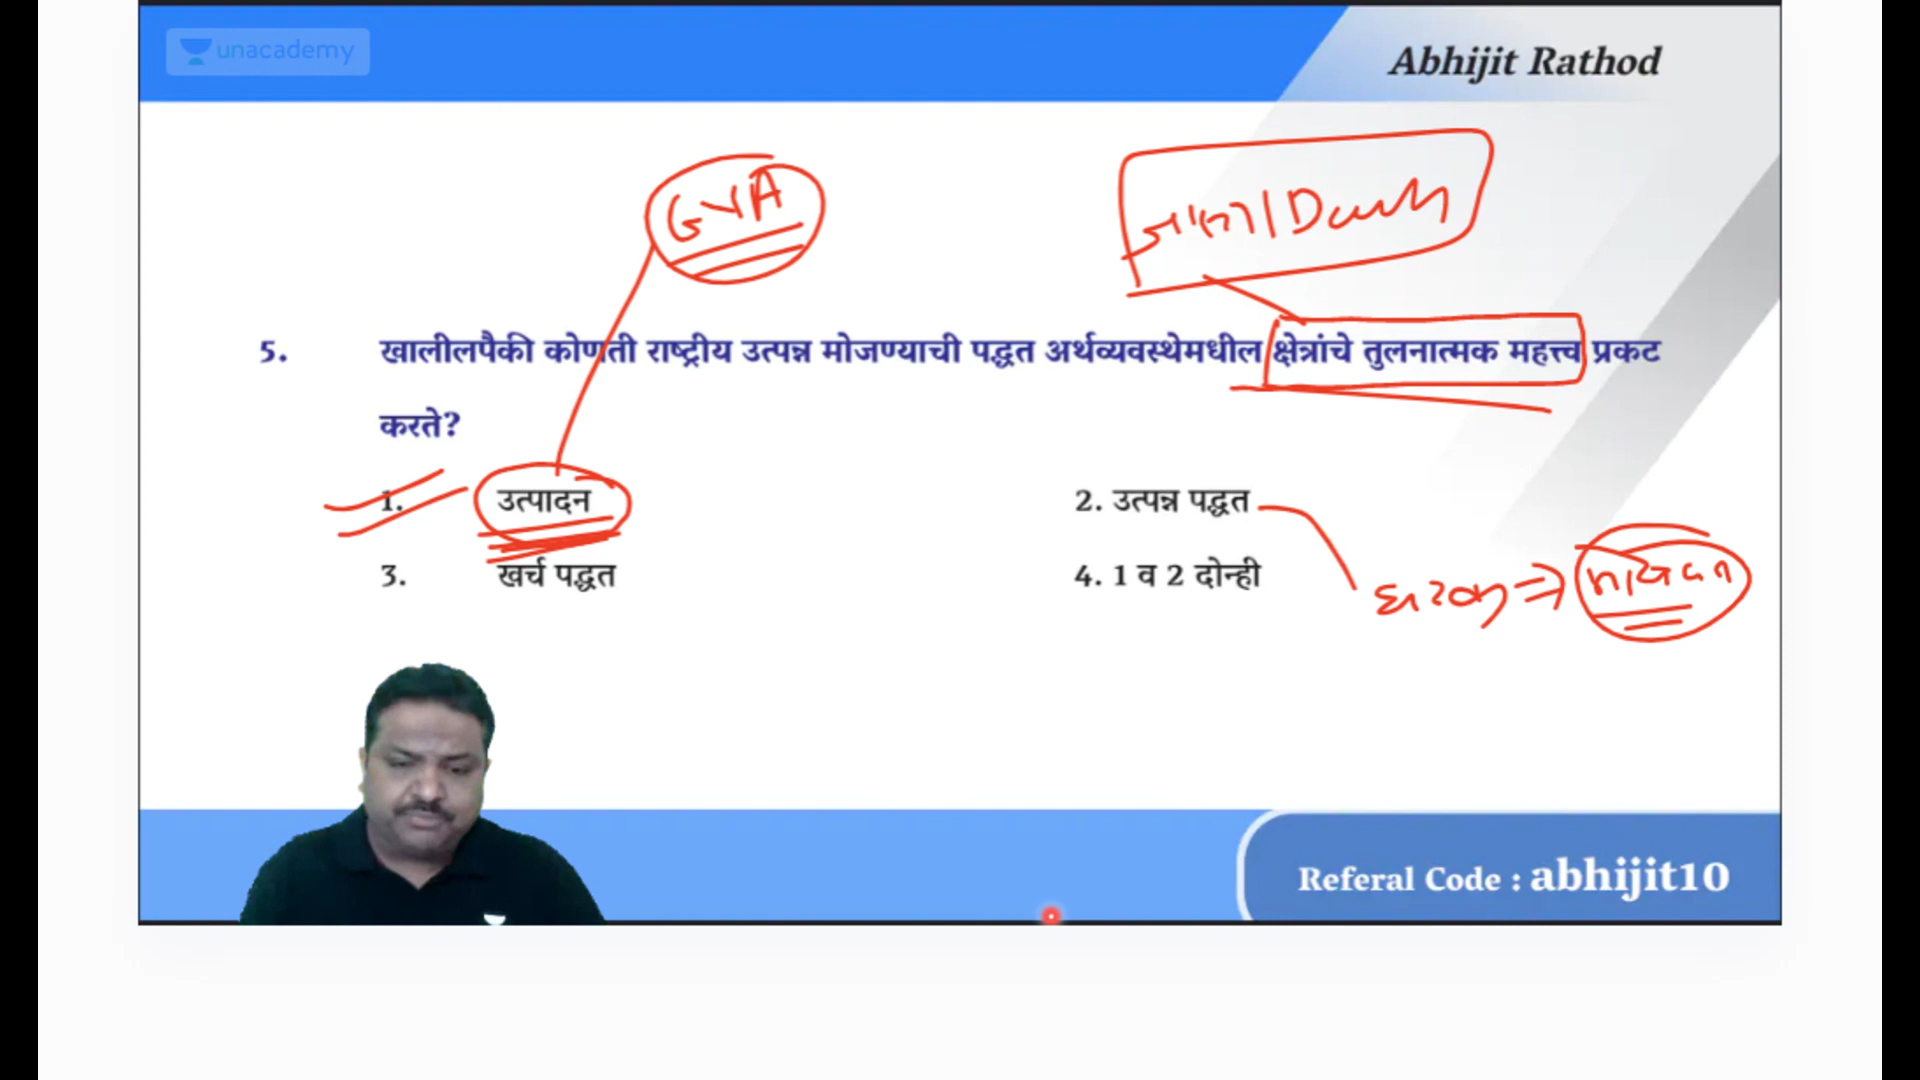 unacademy
Abhijit Rathod
GVA
5. खालीलपैकी कोणती राष्ट्रीय उत्पन्न मोजण्याची पद्धत अर्थव्यवस्थेमधील क्षेत्रांचे तुलनात्मक महत्त्व प्रकट
करते?
1. उत्पादन
2. उत्पन्न पद्धत
3. खर्च पद्धत
4. 1 व 2 दोन्ही
Referal Code : abhijit10